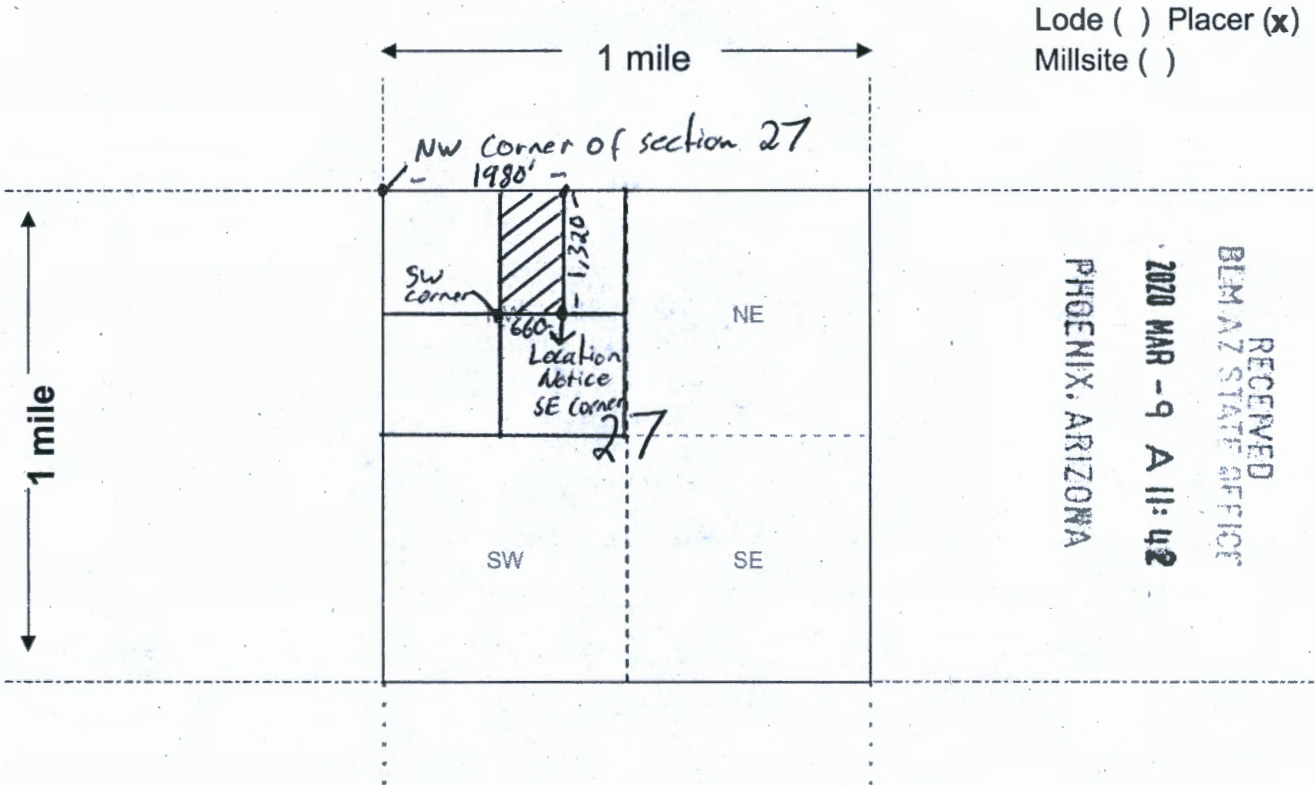 Lode ( ) Placer (x)
Millsite ( )
1 mile
NW Corner of section 27
- 1980' -
- 1,320 -
SW
corner
660
NE
Location
Notice
SE Corner
27
1 mile
SW
SE
RECEIVED
BLM AZ STATE OFFICE
2020 MAR -9 A 11: 42
PHOENIX, ARIZONA